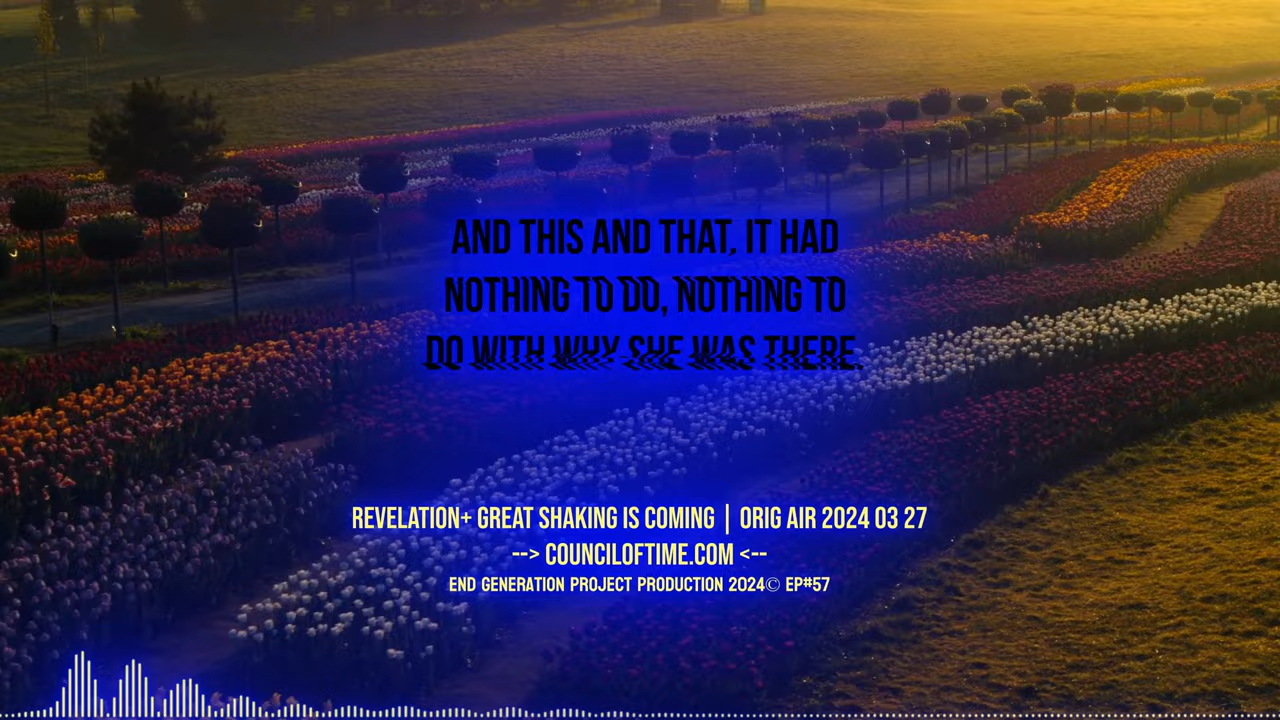 AND THIS AND THAT, IT HAD
NOTHING TO DO, NOTHING TO
DO WITH WHY SHE WAS THERE.
REVELATION+ GREAT SHAKING IS COMING | ORIG AIR 2024 03 27
--> COUNCILOFTIME.COM <--
END GENERATION PROJECT PRODUCTION 2024© EP#57